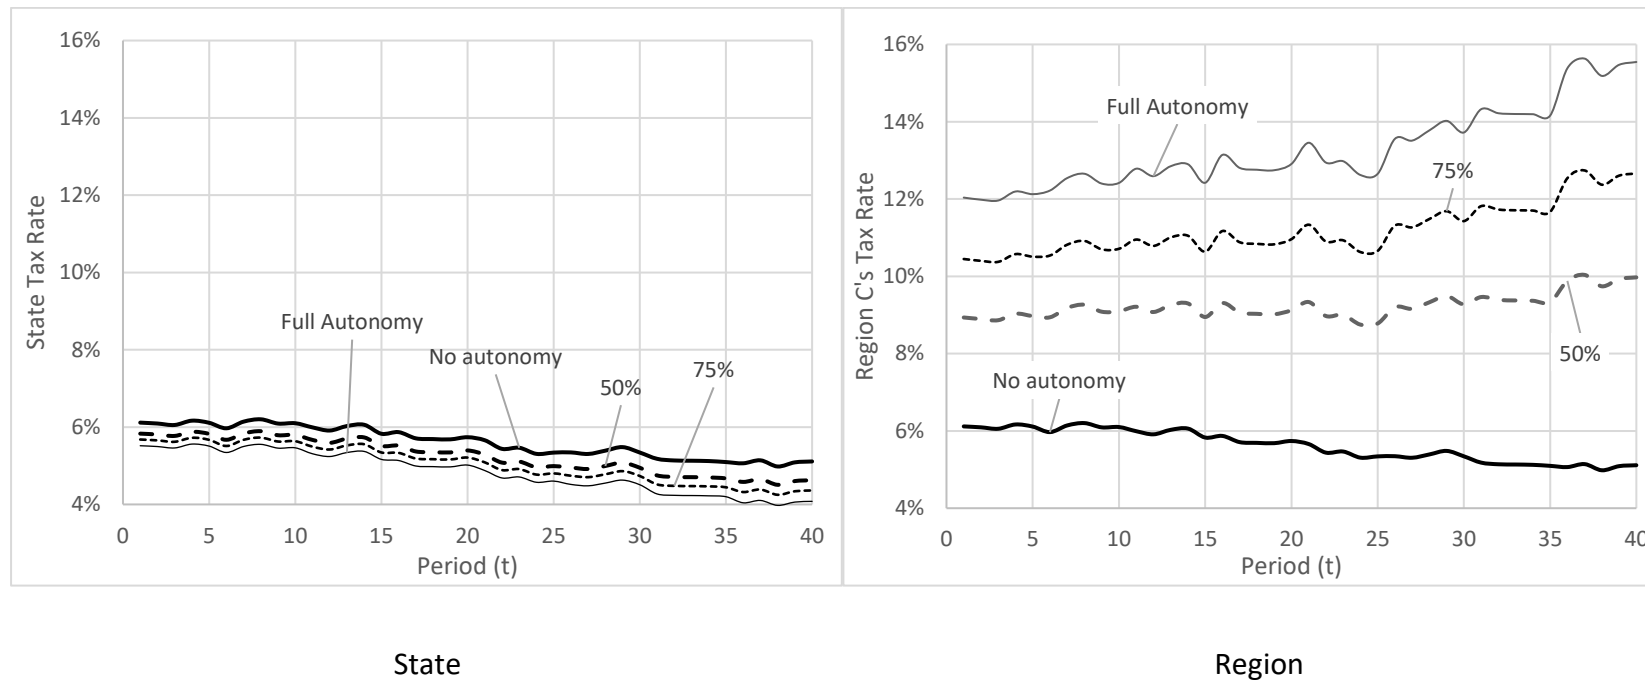 16%
14%
12%
10%
8%
6%
4%
State Tax Rate
Full Autonomy
No autonomy
50%
75%
0 5 10 15 20 25 30 35 40
Period (t)
State
16%
14%
12%
10%
8%
6%
4%
Region C's Tax Rate
Full Autonomy
75%
50%
No autonomy
0 5 10 15 20 25 30 35 40
Period (t)
Region